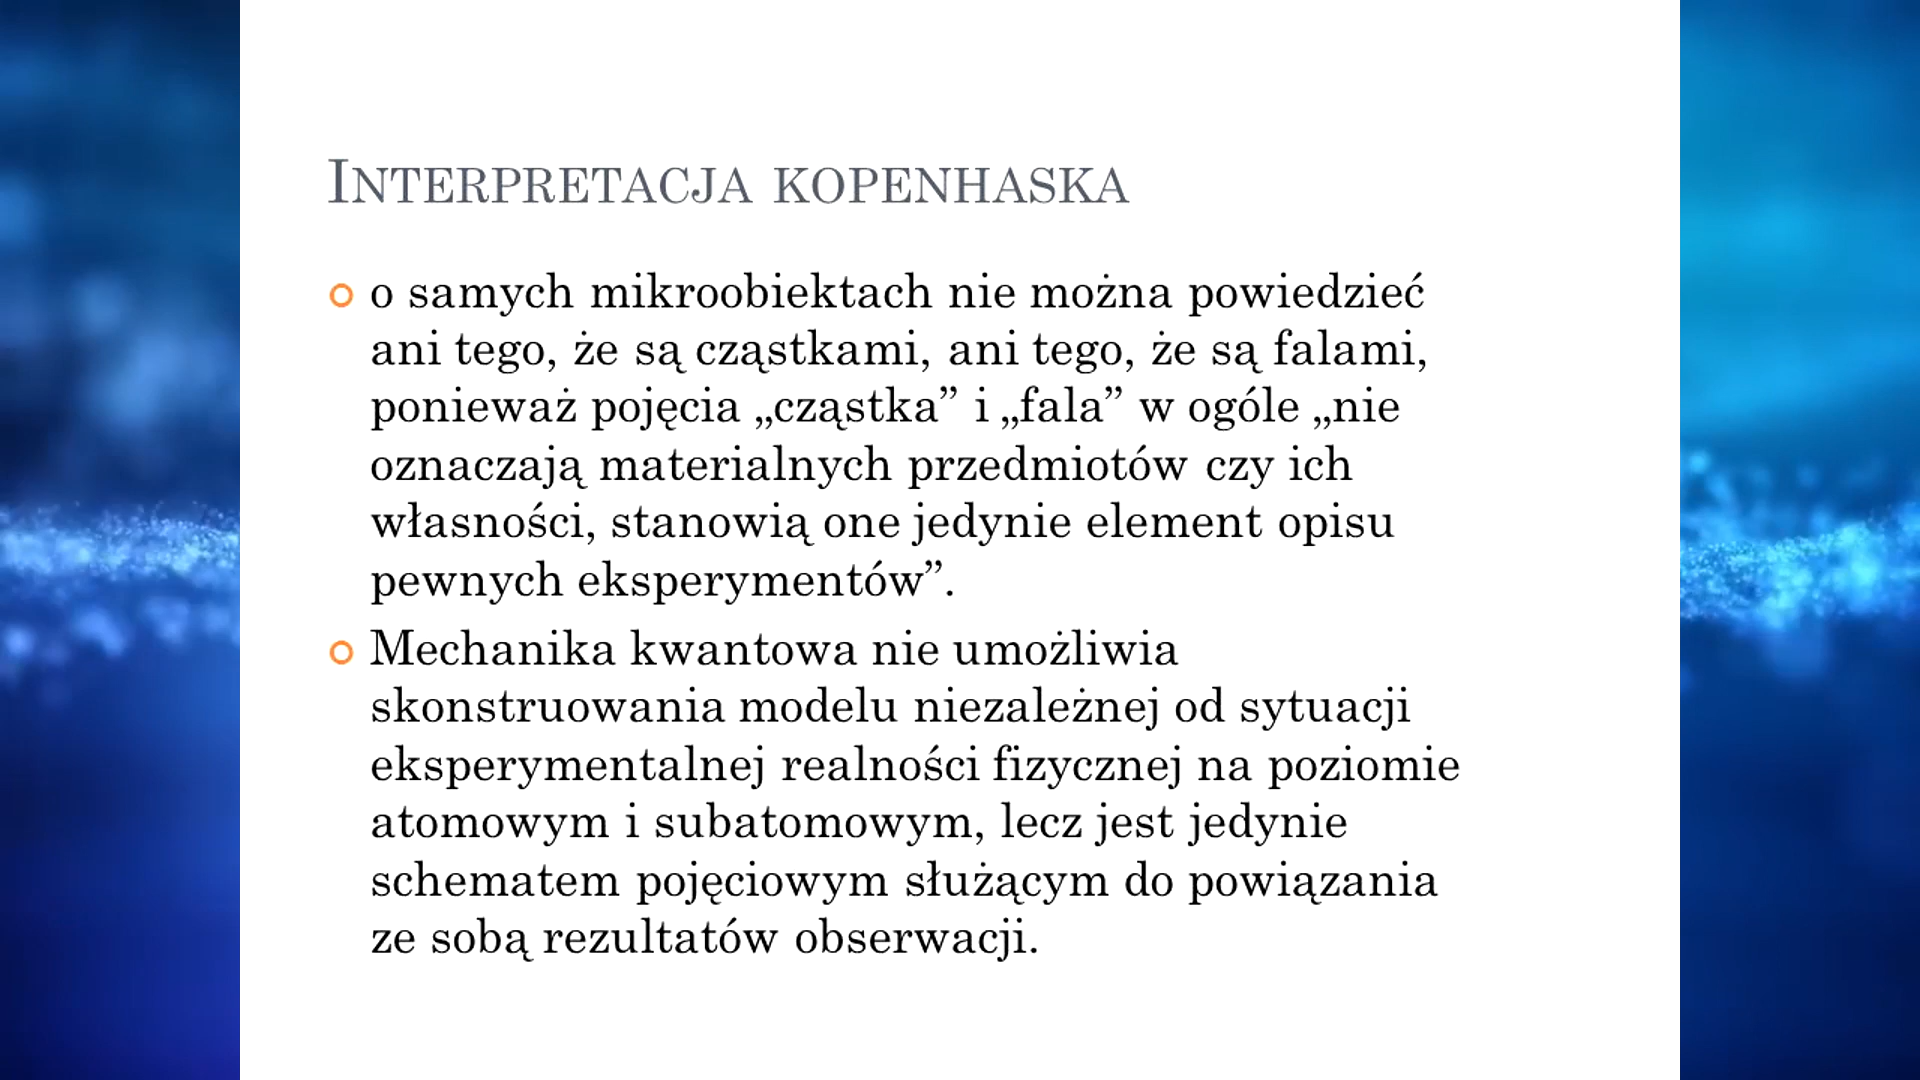 INTERPRETACJA KOPENHASKA
o samych mikroobiektach nie można powiedzieć
ani tego, że są cząstkami, ani tego, że są falami,
ponieważ pojęcia „cząstka” i „fala” w ogóle „nie
oznaczają materialnych przedmiotów czy ich
własności, stanowią one jedynie element opisu
pewnych eksperymentów”.
Mechanika kwantowa nie umożliwia
skonstruowania modelu niezależnej od sytuacji
eksperymentalnej realności fizycznej na poziomie
atomowym i subatomowym, lecz jest jedynie
schematem pojęciowym służącym do powiązania
ze sobą rezultatów obserwacji.